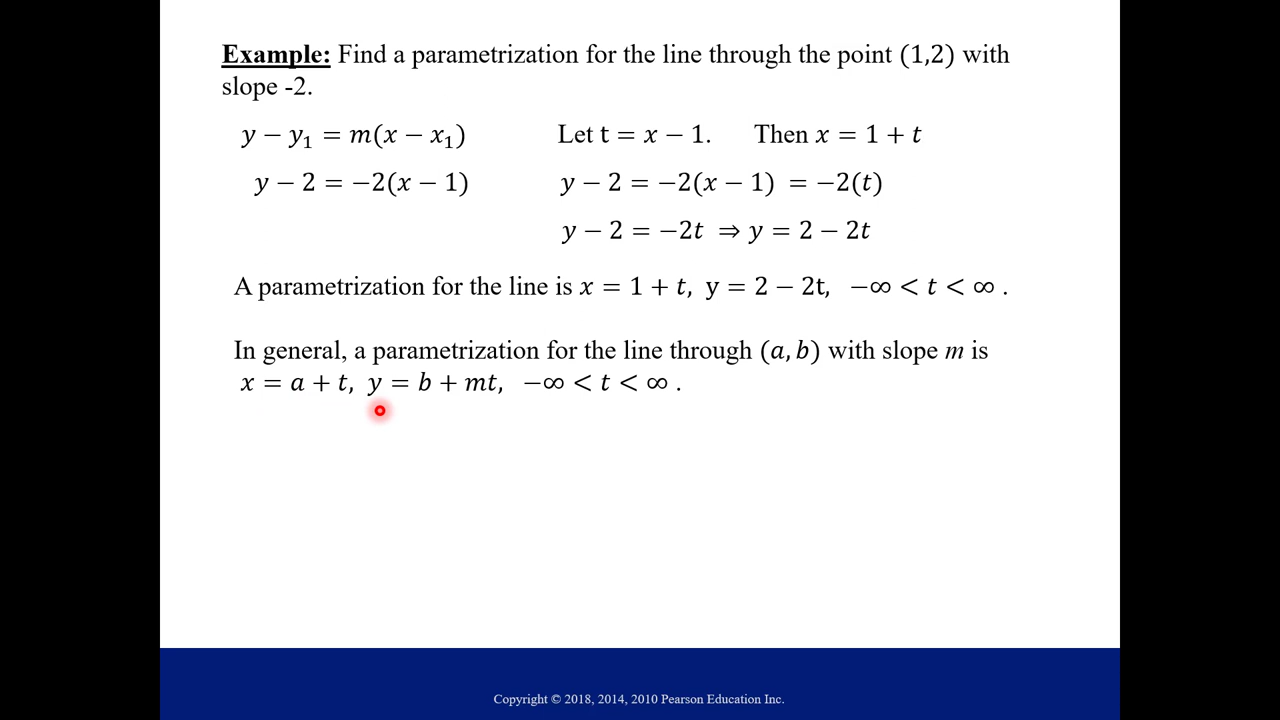 Example: Find a parametrization for the line through the point (1,2) with
slope -2.
y − y₁ = m(x − x₁)
Let t = x − 1. Then x = 1 + t
y − 2 = −2(x − 1)
y − 2 = −2(x − 1) = −2(t)
y − 2 = −2t ⇒ y = 2 − 2t
A parametrization for the line is x = 1 + t, y = 2 − 2t, −∞ < t < ∞ .
In general, a parametrization for the line through (a, b) with slope m is
x = a + t, y = b + mt, −∞ < t < ∞ .
Copyright © 2018, 2014, 2010 Pearson Education Inc.